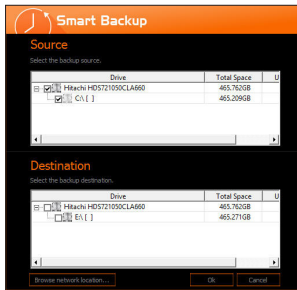 Smart Backup
Source
Select the backup source.
Drive Total Space U
Hitachi HDS721050CLA660 465.762GB
C:\ [ ] 465.209GB
Destination
Select the backup destination.
Drive Total Space U
Hitachi HDS721050CLA660 465.762GB
E:\ [ ] 465.271GB
Browse network location.... Ok Cancel